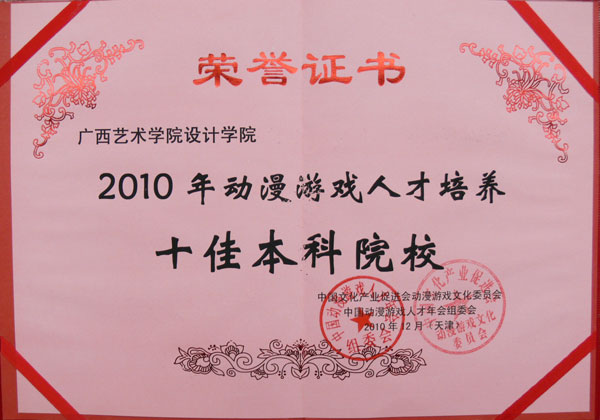 荣誉证书
广西艺术学院设计学院
2010年动漫游戏人才培养
十佳本科院校
中国文化产业促进会动漫游戏文化委员会
中国动漫游戏人才年会组委会
2010年12月（天津）